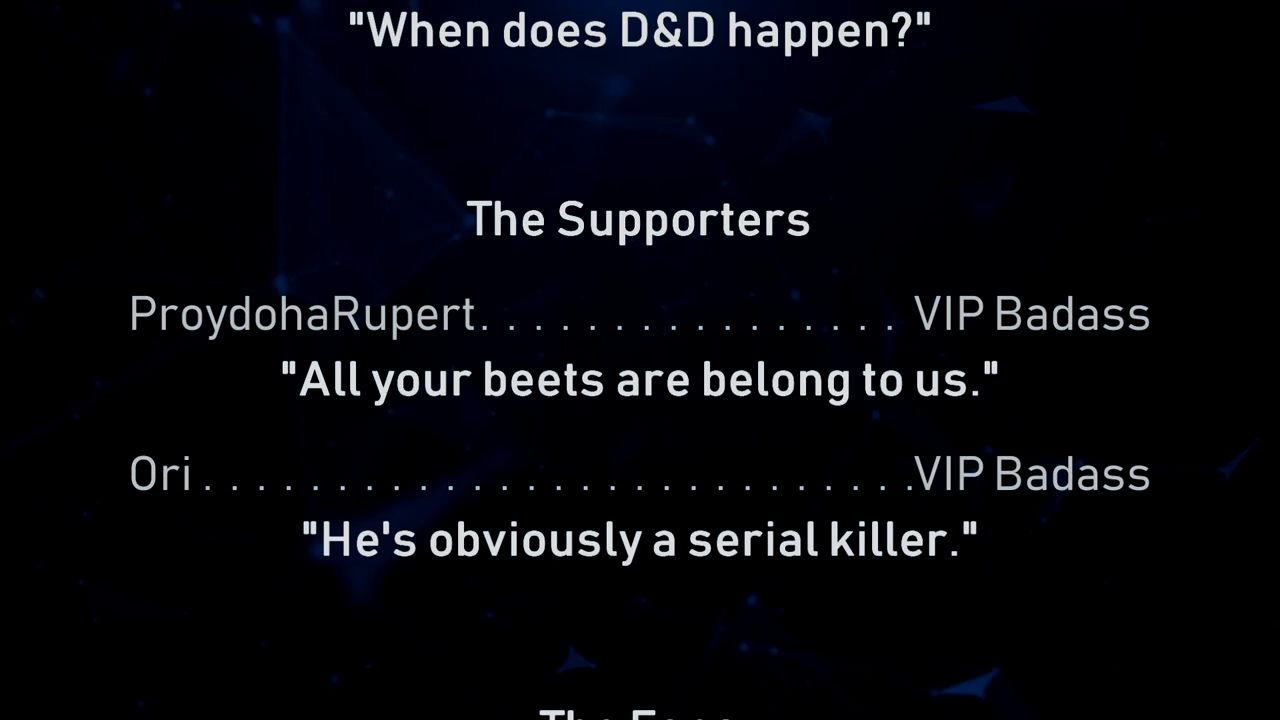 "When does D&D happen?"
The Supporters
ProydohaRupert. . . . . . . . . . . . . . . . VIP Badass
"All your beets are belong to us."
Ori . . . . . . . . . . . . . . . . . . . . . . . . . . .VIP Badass
"He's obviously a serial killer."
The